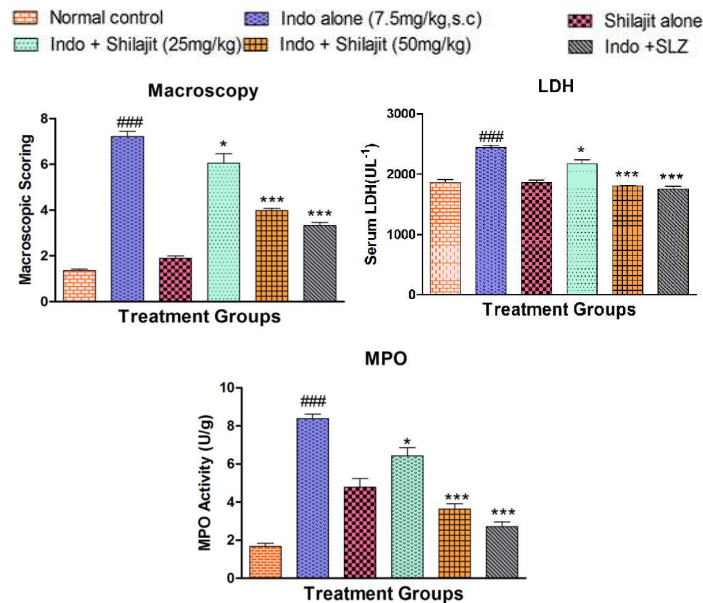 Normal control
Indo alone (7.5mg/kg,s.c)
Shilajit alone
Indo + Shilajit (25mg/kg)
Indo + Shilajit (50mg/kg)
Indo +SLZ
Macroscopy
Macroscopic Scoring
8
6
4
2
0
###
*
***
***
Treatment Groups
LDH
Serum LDH(UL-1)
3000
2000
1000
0
###
*
***
***
Treatment Groups
MPO
MPO Activity (U/g)
10
8
6
4
2
0
###
*
***
***
Treatment Groups